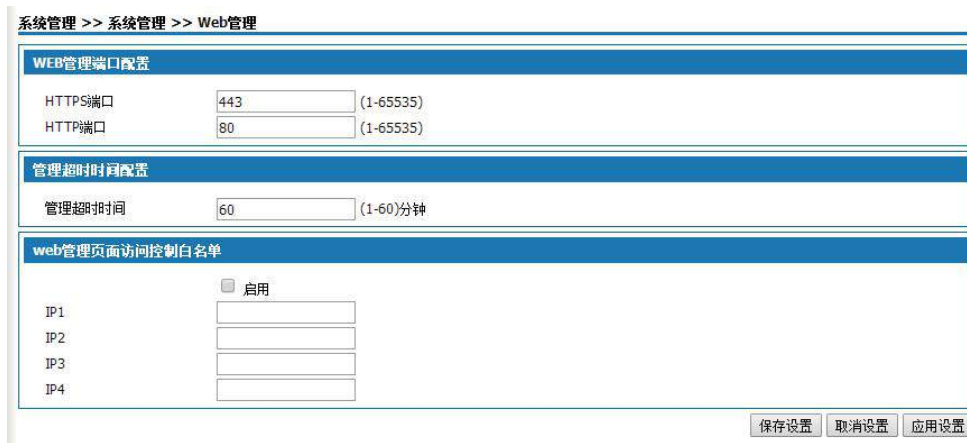 系统管理 >> 系统管理 >> Web管理
WEB管理端口配置
HTTPS端口 443 (1-65535)
HTTP端口 80 (1-65535)
管理超时时间配置
管理超时时间 60 (1-60)分钟
web管理页面访问控制白名单
启用
IP1
IP2
IP3
IP4
保存设置 取消设置 应用设置